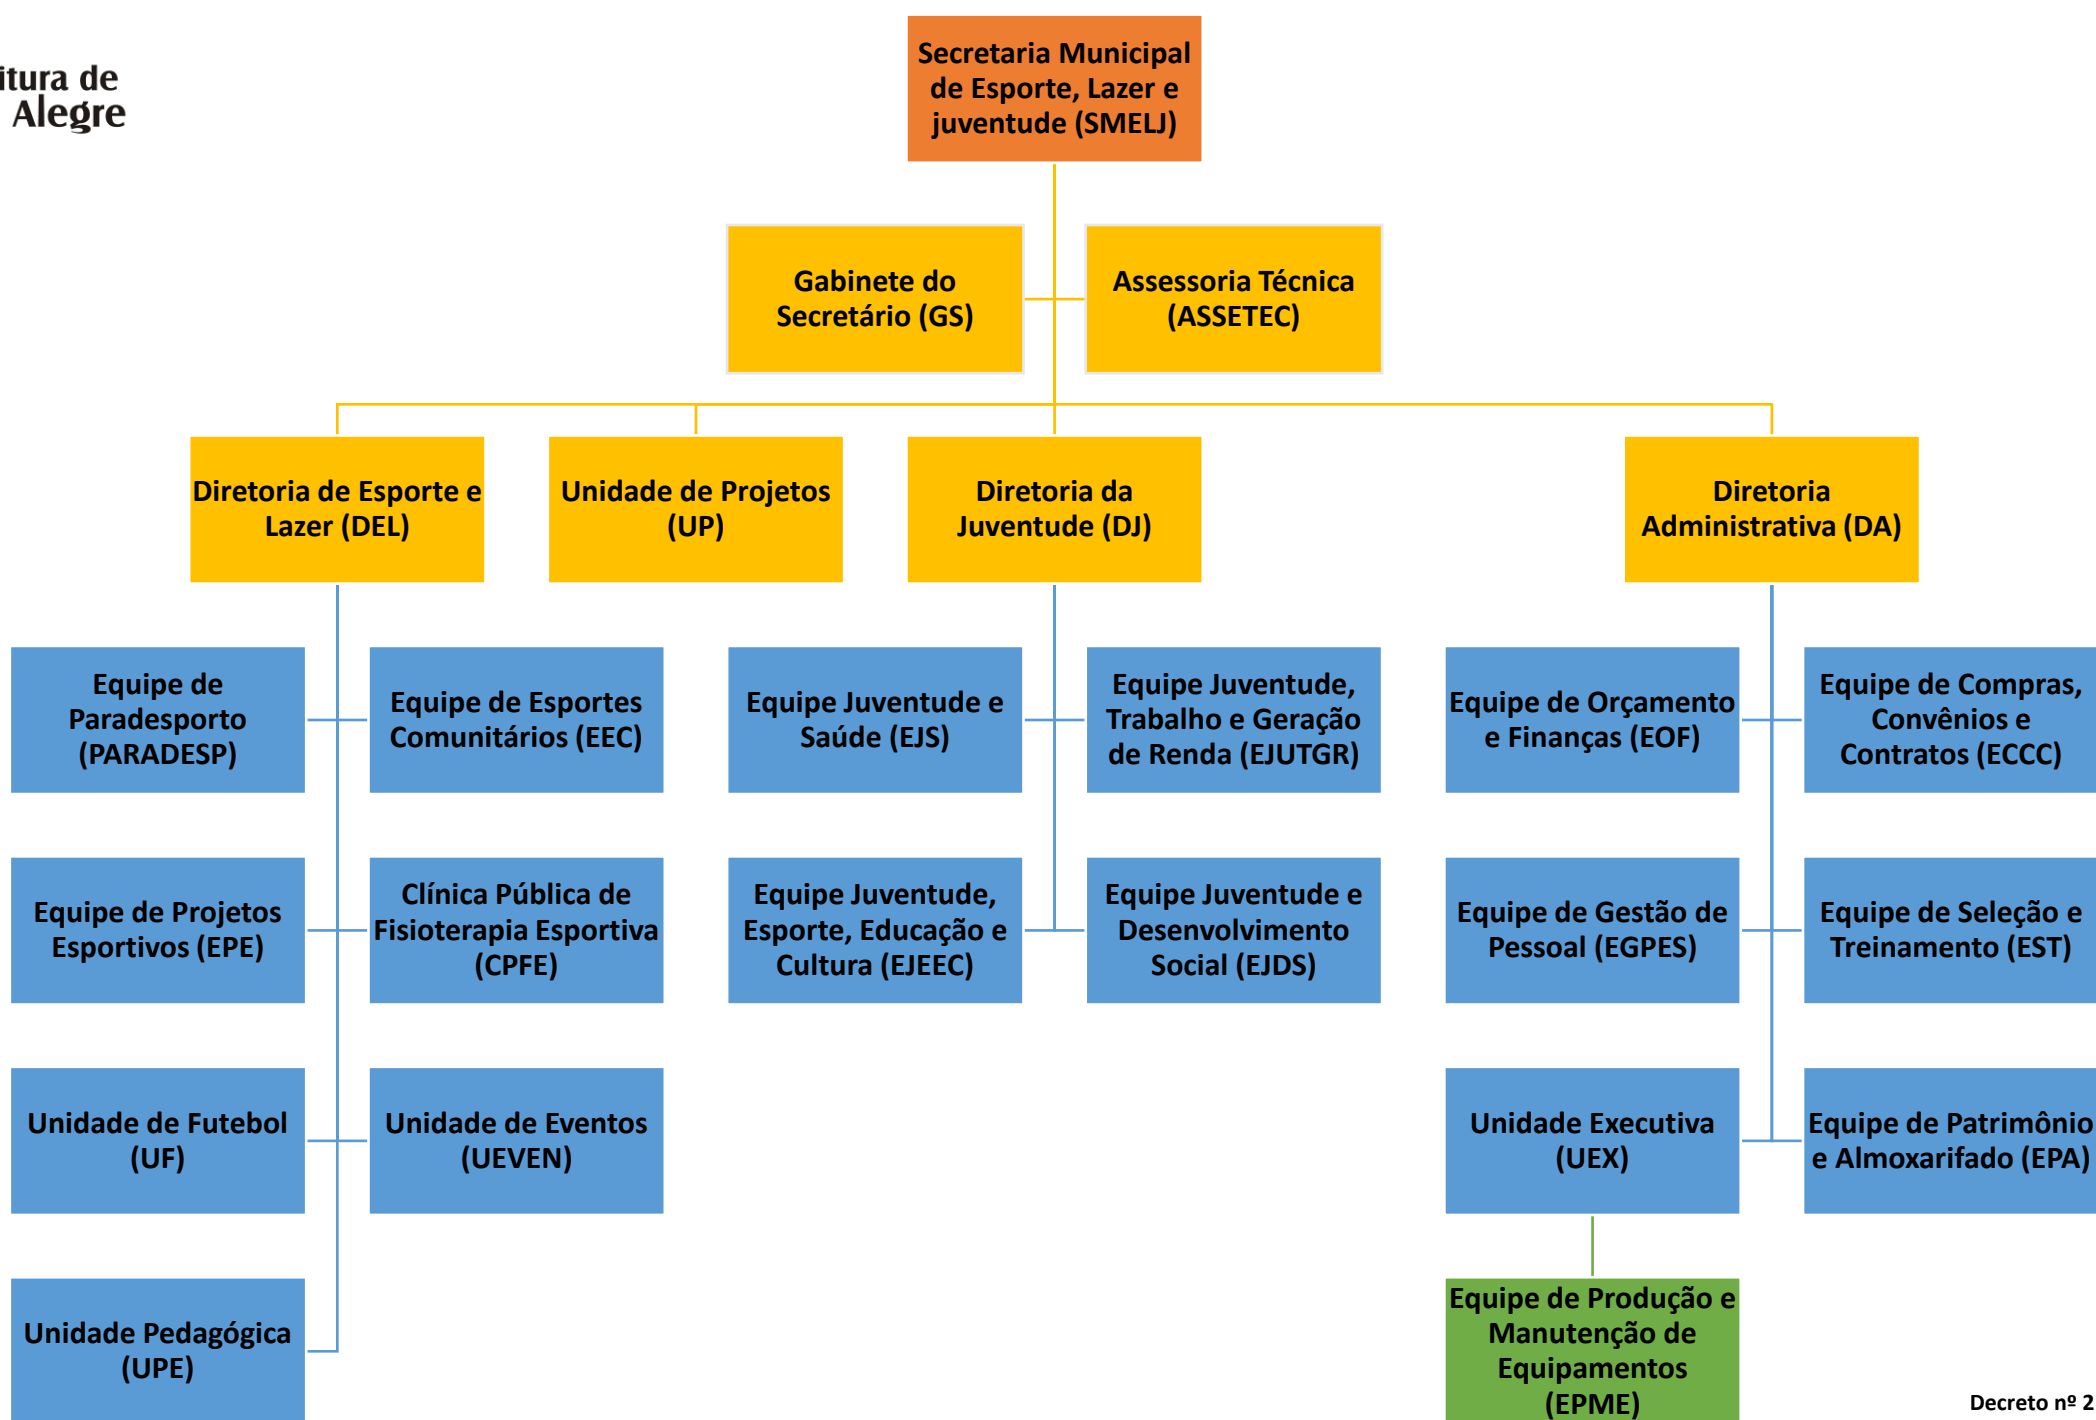 itura de
Alegre
Secretaria Municipal
de Esporte, Lazer e
juventude (SMELJ)
Gabinete do
Secretário (GS)
Assessoria Técnica
(ASSETEC)
Diretoria de Esporte e
Lazer (DEL)
Unidade de Projetos
(UP)
Diretoria da
Juventude (DJ)
Diretoria
Administrativa (DA)
Equipe de
Paradesporto
(PARADESP)
Equipe de Esportes
Comunitários (EEC)
Equipe Juventude e
Saúde (EJS)
Equipe Juventude,
Trabalho e Geração
de Renda (EJUTGR)
Equipe de Orçamento
e Finanças (EOF)
Equipe de Compras,
Convênios e
Contratos (ECCC)
Equipe de Projetos
Esportivos (EPE)
Clínica Pública de
Fisioterapia Esportiva
(CPFE)
Equipe Juventude,
Esporte, Educação e
Cultura (EJEEC)
Equipe Juventude e
Desenvolvimento
Social (EJDS)
Equipe de Gestão de
Pessoal (EGPES)
Equipe de Seleção e
Treinamento (EST)
Unidade de Futebol
(UF)
Unidade de Eventos
(UEVEN)
Unidade Executiva
(UEX)
Equipe de Patrimônio
e Almoxarifado (EPA)
Unidade Pedagógica
(UPE)
Equipe de Produção e
Manutenção de
Equipamentos
(EPME)
Decreto nº 2